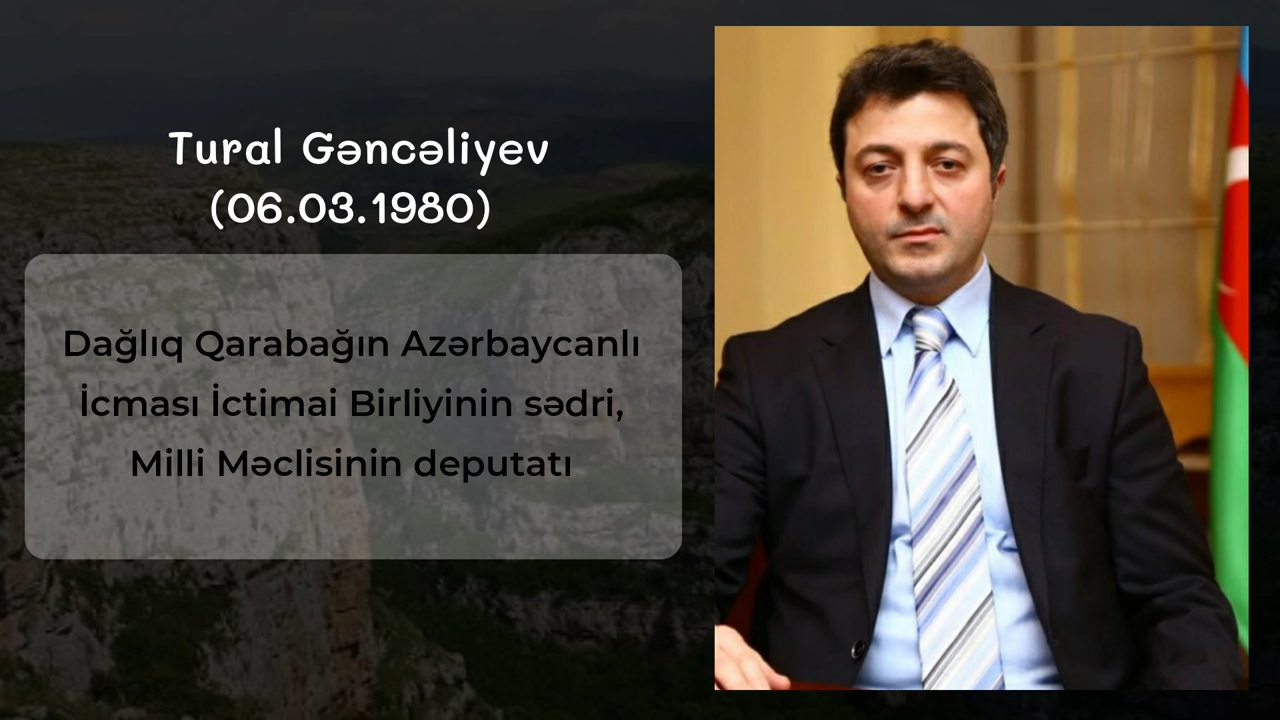 Tural Gəncəliyev
(06.03.1980)
Dağlıq Qarabağın Azərbaycanlı
İcması İctimai Birliyinin sədri,
Milli Məclisinin deputatı